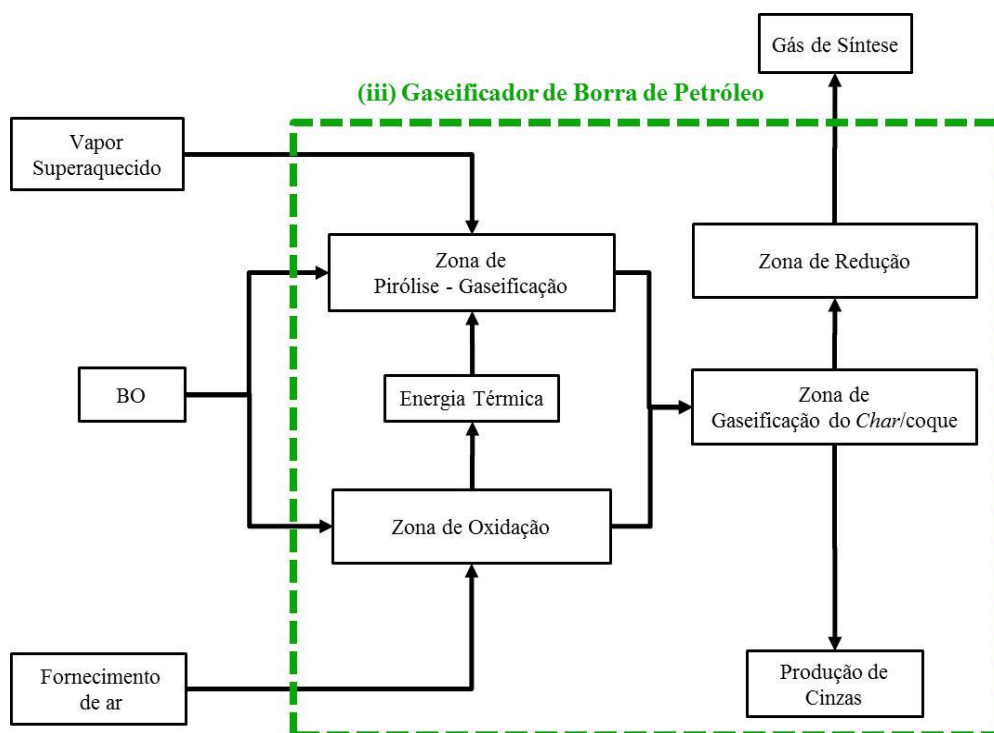 Gás de Síntese
(iii) Gaseificador de Borra de Petróleo
Vapor
Superaquecido
Zona de
Pirólise - Gaseificação
Zona de Redução
BO
Energia Térmica
Zona de
Gaseificação do Char/coque
Zona de Oxidação
Fornecimento
de ar
Produção de
Cinzas